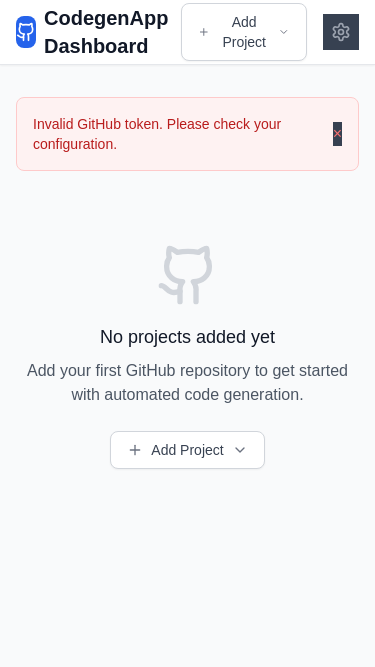 CodegenApp
Dashboard
Add
Project
Invalid GitHub token. Please check your
configuration.
×
No projects added yet
Add your first GitHub repository to get started
with automated code generation.
Add Project